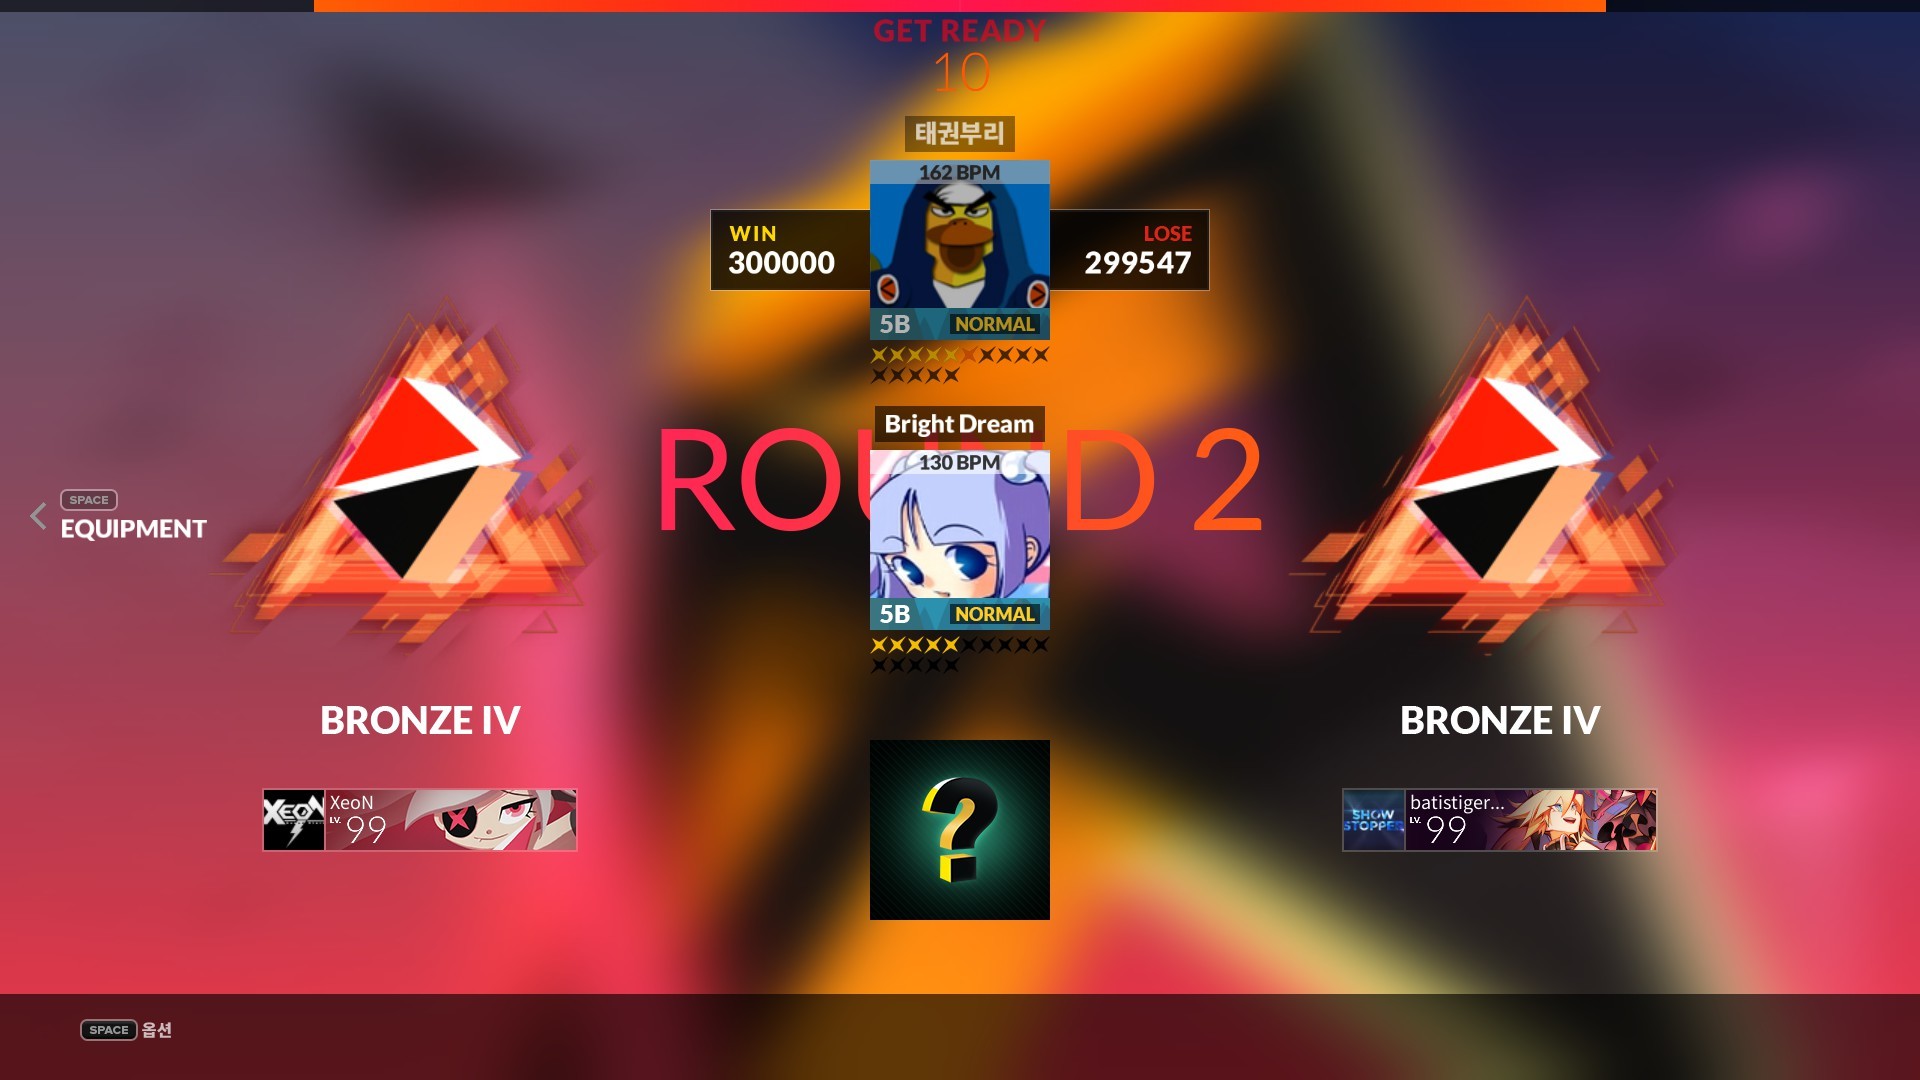 GET READY
10
태권부리
162 BPM
WIN
300000
LOSE
299547
5B NORMAL
Bright Dream
130 BPM
ROUND 2
5B NORMAL
SPACE
EQUIPMENT
BRONZE IV
BRONZE IV
XEON
XeoN
LV. 99
SHOW STOPPER
batistiger...
LV. 99
?
SPACE 옵션